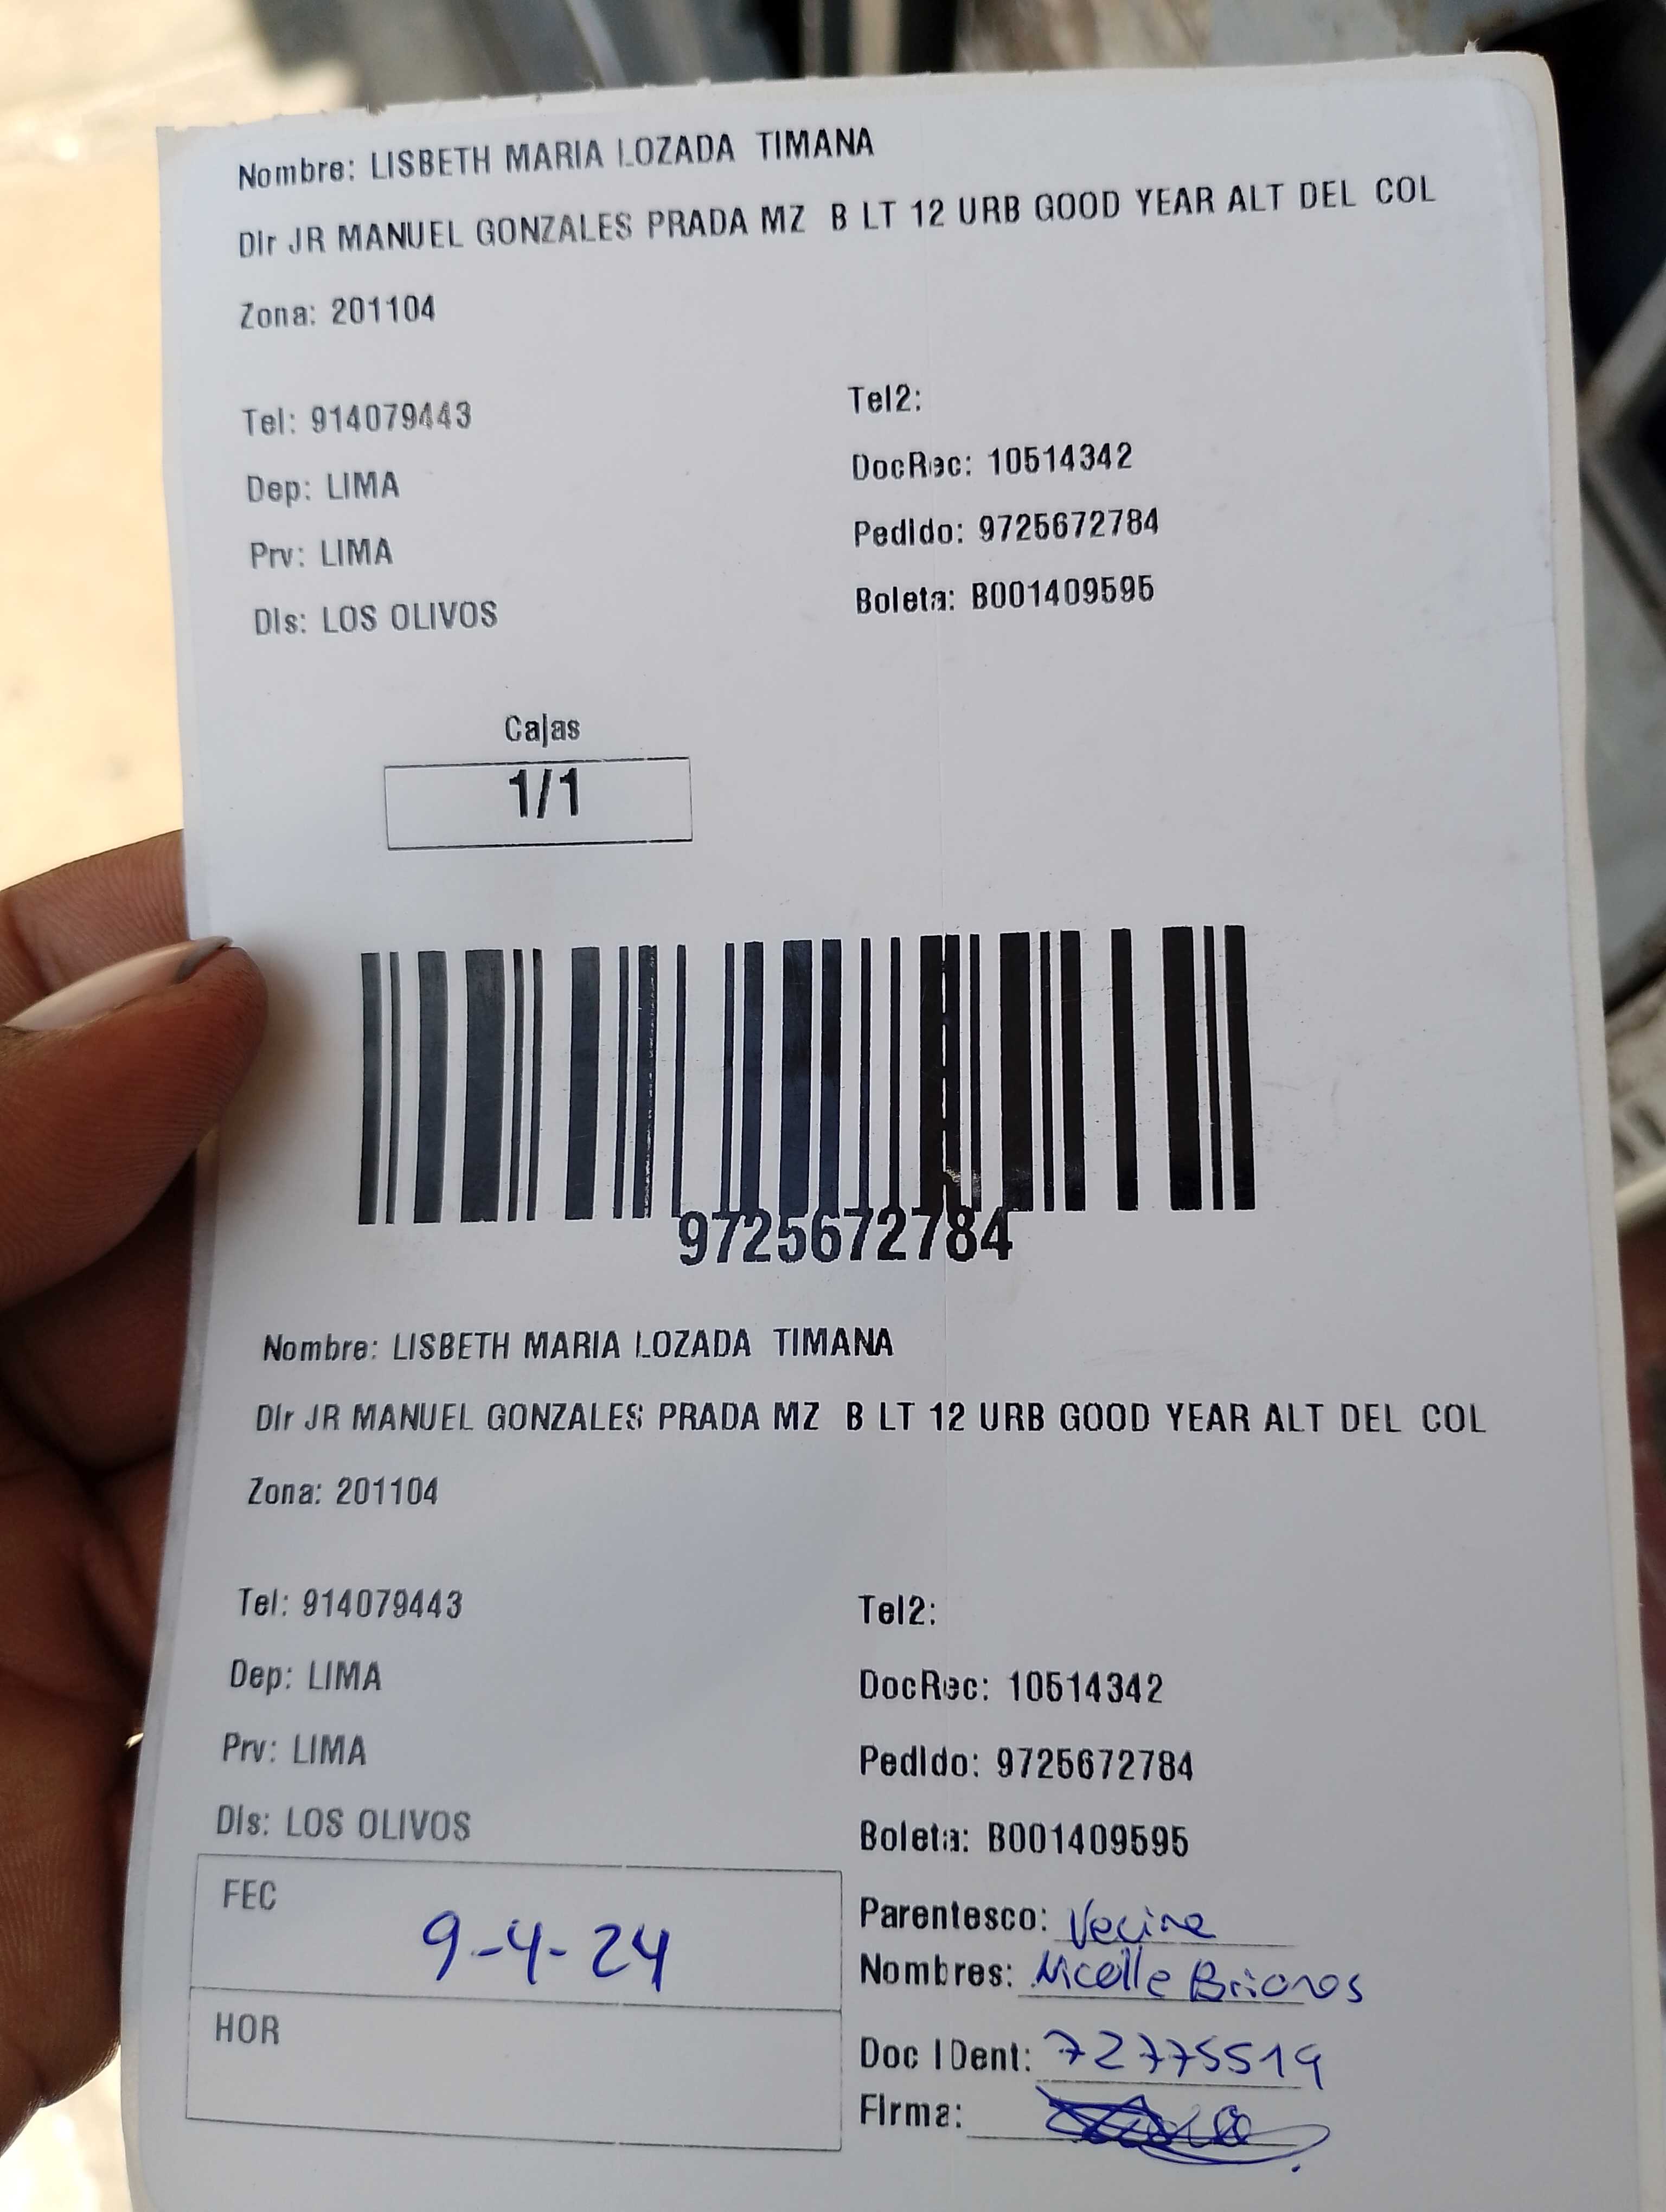 Nombre: LISBETH MARIA LOZADA TIMANA
Dir JR MANUEL GONZALES PRADA MZ B LT 12 URB GOOD YEAR ALT DEL COL
Zona: 201104
Tel: 914079443
Tel2:
Dep: LIMA
DocRec: 10514342
Prv: LIMA
Pedido: 9725672784
Dis: LOS OLIVOS
Boleta: B001409595
Cajas
1/1
9725672784
Nombre: LISBETH MARIA LOZADA TIMANA
Dir JR MANUEL GONZALES PRADA MZ B LT 12 URB GOOD YEAR ALT DEL COL
Zona: 201104
Tel: 914079443
Tel2:
Dep: LIMA
DocRec: 10514342
Prv: LIMA
Pedido: 9725672784
Dis: LOS OLIVOS
Boleta: B001409595
FEC 9-4-24
HOR
Parentesco: Vecina
Nombres: Nicolle Briones
Doc IDent: 72775519
Firma: